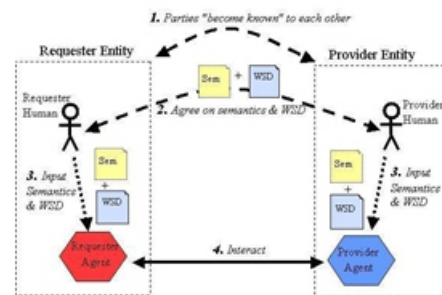 1. Parties "become known" to each other
Requester Entity
Provider Entity
Sem
+
WSD
Requester
Human
2. Agree on semantics & WSD
Provider
Human
3. Input
Semantics
& WSD
Sem
+
WSD
Sem
+
WSD
3. Input
Semantics
& WSD
Requester
Agent
4. Interact
Provider
Agent